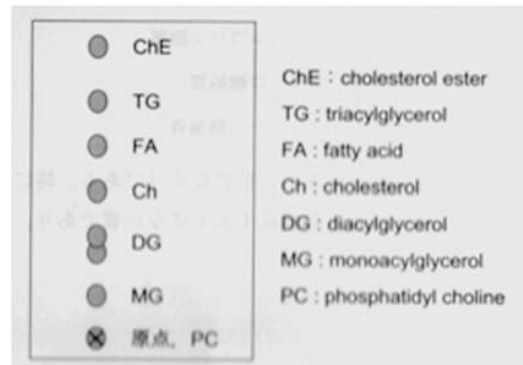 ChE
TG
FA
Ch
DG
MG
原点, PC
ChE : cholesterol ester
TG : triacylglycerol
FA : fatty acid
Ch : cholesterol
DG : diacylglycerol
MG : monoacylglycerol
PC : phosphatidyl choline